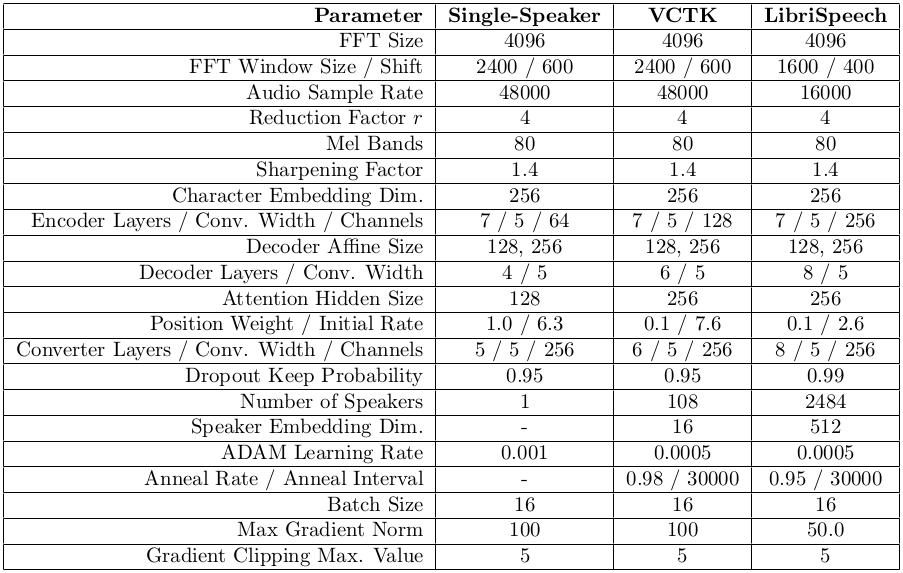 Parameter Single-Speaker VCTK LibriSpeech
FFT Size 4096 4096 4096
FFT Window Size / Shift 2400 / 600 2400 / 600 1600 / 400
Audio Sample Rate 48000 48000 16000
Reduction Factor r 4 4 4
Mel Bands 80 80 80
Sharpening Factor 1.4 1.4 1.4
Character Embedding Dim. 256 256 256
Encoder Layers / Conv. Width / Channels 7 / 5 / 64 7 / 5 / 128 7 / 5 / 256
Decoder Affine Size 128, 256 128, 256 128, 256
Decoder Layers / Conv. Width 4 / 5 6 / 5 8 / 5
Attention Hidden Size 128 256 256
Position Weight / Initial Rate 1.0 / 6.3 0.1 / 7.6 0.1 / 2.6
Converter Layers / Conv. Width / Channels 5 / 5 / 256 6 / 5 / 256 8 / 5 / 256
Dropout Keep Probability 0.95 0.95 0.99
Number of Speakers 1 108 2484
Speaker Embedding Dim. - 16 512
ADAM Learning Rate 0.001 0.0005 0.0005
Anneal Rate / Anneal Interval - 0.98 / 30000 0.95 / 30000
Batch Size 16 16 16
Max Gradient Norm 100 100 50.0
Gradient Clipping Max. Value 5 5 5